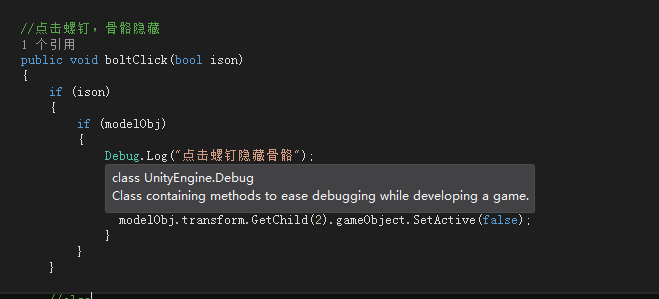 //点击螺钉，骨骼隐藏
1 个引用
public void boltClick(bool ison)
{
if (ison)
{
if (modelObj)
{
Debug.Log("点击螺钉隐藏骨骼");
class UnityEngine.Debug
Class containing methods to ease debugging while developing a game.
modelObj.transform.GetChild(2).gameObject.SetActive(false);
}
}
}